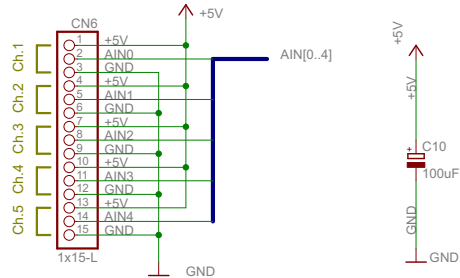 CN6
+5V
Ch.1
1 +5V
2 AIN0
3 GND
Ch.2
4 +5V
5 AIN1
6 GND
Ch.3
7 +5V
8 AIN2
9 GND
Ch.4
10 +5V
11 AIN3
12 GND
Ch.5
13 +5V
14 AIN4
15 GND
1x15-L
GND
AIN[0..4]
+5V
+5V
+
C10
100uF
GND
GND